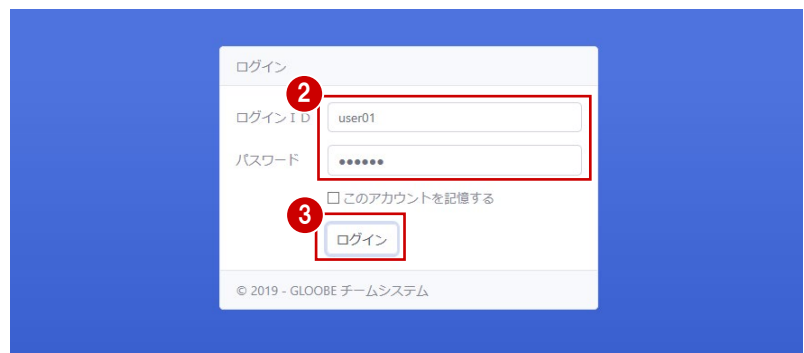 ログイン
2
ログインＩＤ
user01
パスワード
••••••
このアカウントを記憶する
3
ログイン
© 2019 - GLOOBE チームシステム